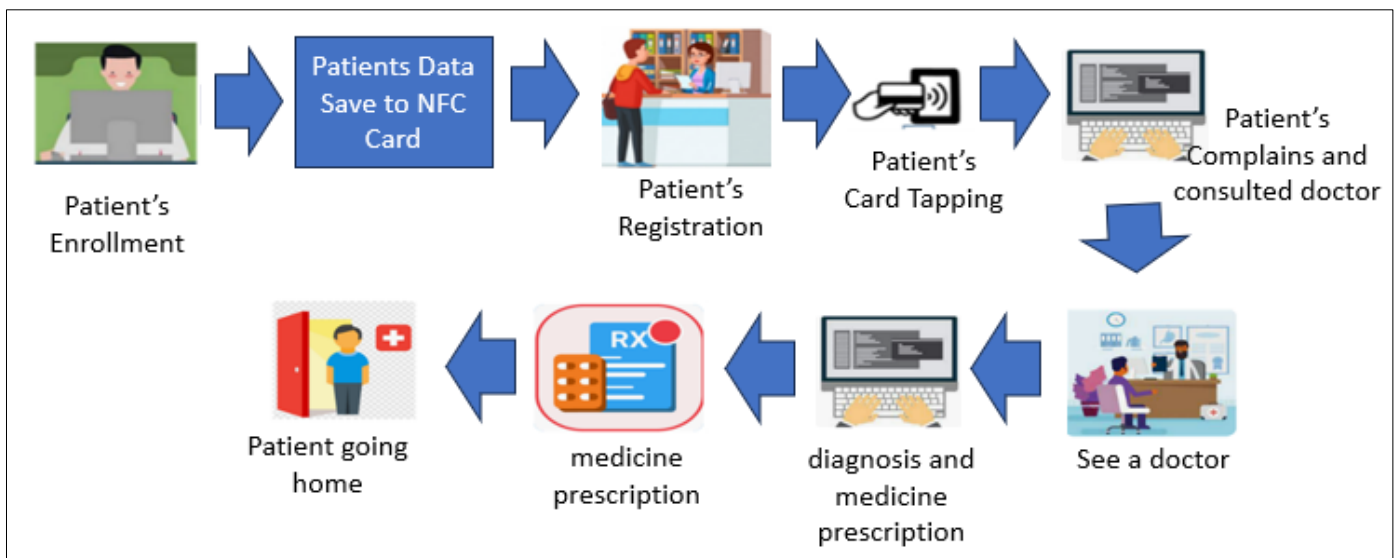 Patient's
Enrollment
Patients Data
Save to NFC
Card
Patient's
Registration
Patient's
Card Tapping
Patient's
Complains and
consulted doctor
See a doctor
diagnosis and
medicine
prescription
RX
medicine
prescription
Patient going
home